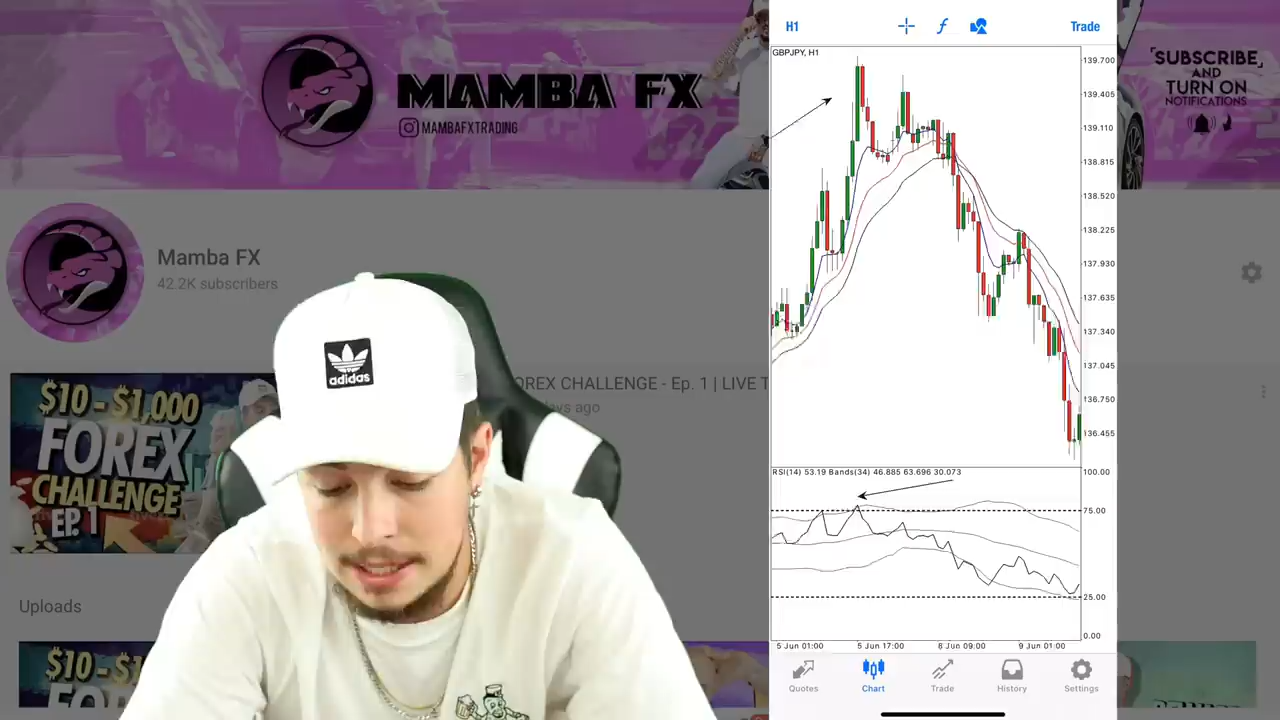 MAMBA FX
MAMBAFXTRADING
SUBSCRIBE
AND
TURN ON
NOTIFICATIONS
Mamba FX
42.2K subscribers
$10 - $1,000
FOREX
CHALLENGE
EP. 1
OREX CHALLENGE - Ep. 1 | LIVE T
ays ago
Uploads
$10 - $1
FO
adidas
H1
Trade
GBPJPY, H1
139.700
139.405
139.110
138.815
138.520
138.225
137.930
137.635
137.340
137.045
136.750
136.455
RSI(14) 53.19 Bands(34) 46.885 63.696 30.073
100.00
75.00
25.00
0.00
5 Jun 01:00
5 Jun 17:00
8 Jun 09:00
9 Jun 01:00
Quotes
Chart
Trade
History
Settings